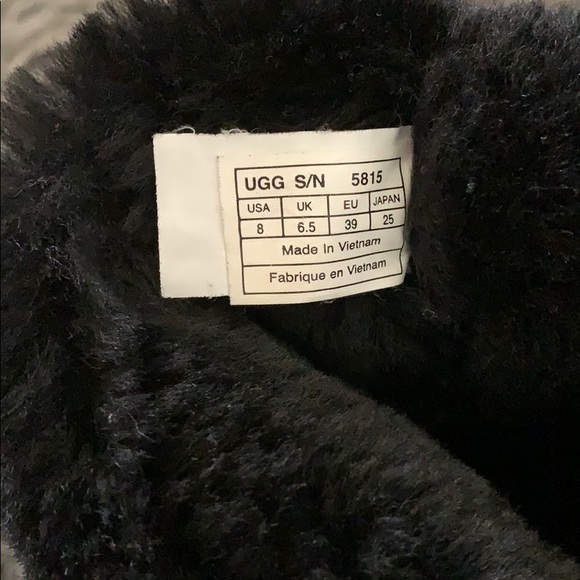 UGG S/N 5815
USA UK EU JAPAN
8 6.5 39 25
Made In Vietnam
Fabrique en Vietnam